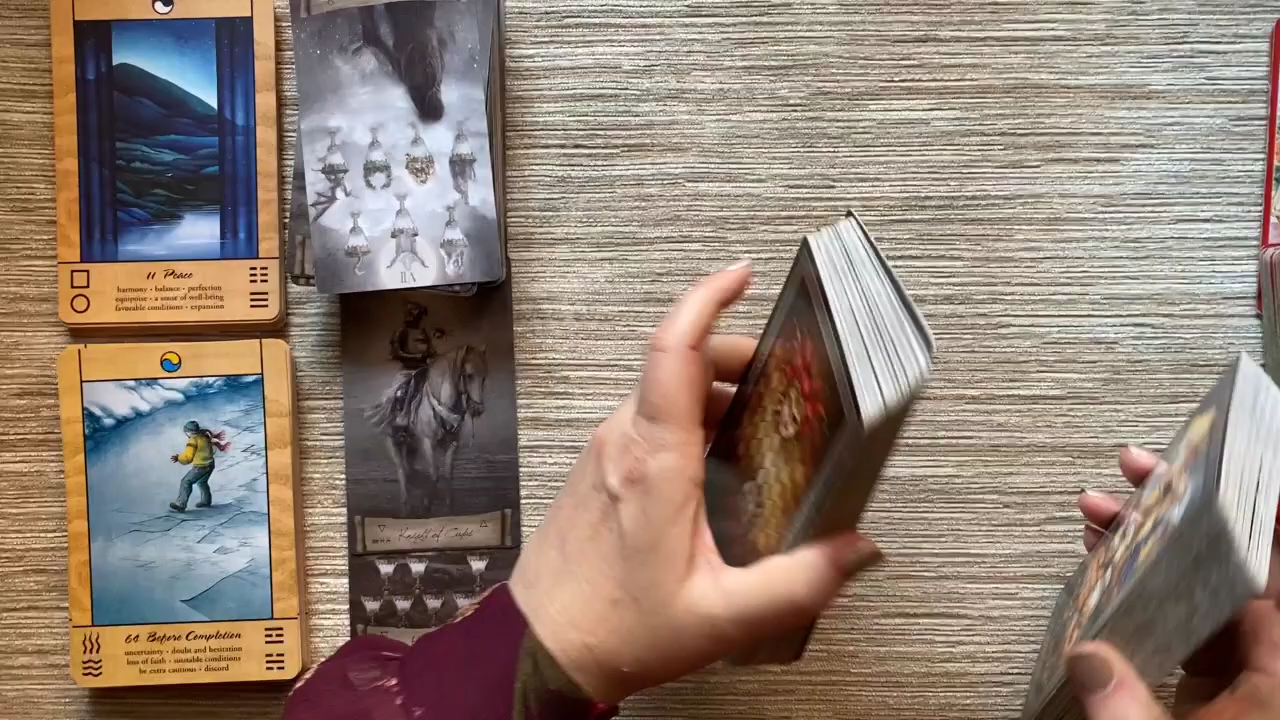 11 Peace
harmony • balance • perfection
equipoise • a sense of well-being
favorable conditions • expansion
VII
Knight of Cups
64 Before Completion
uncertainty • doubt and hesitation
loss of faith • unstable conditions
be extra cautious • discord